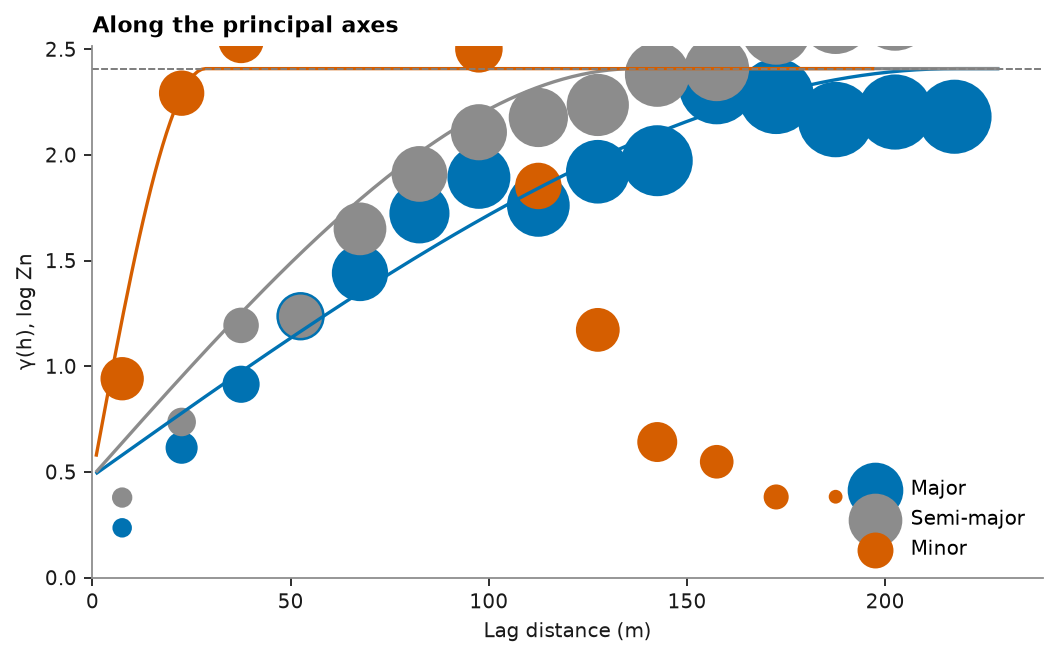 Along the principal axes
2.5
2.0
1.5
1.0
0.5
0.0
γ(h), log Zn
0
50
100
150
200
Lag distance (m)
Major
Semi-major
Minor